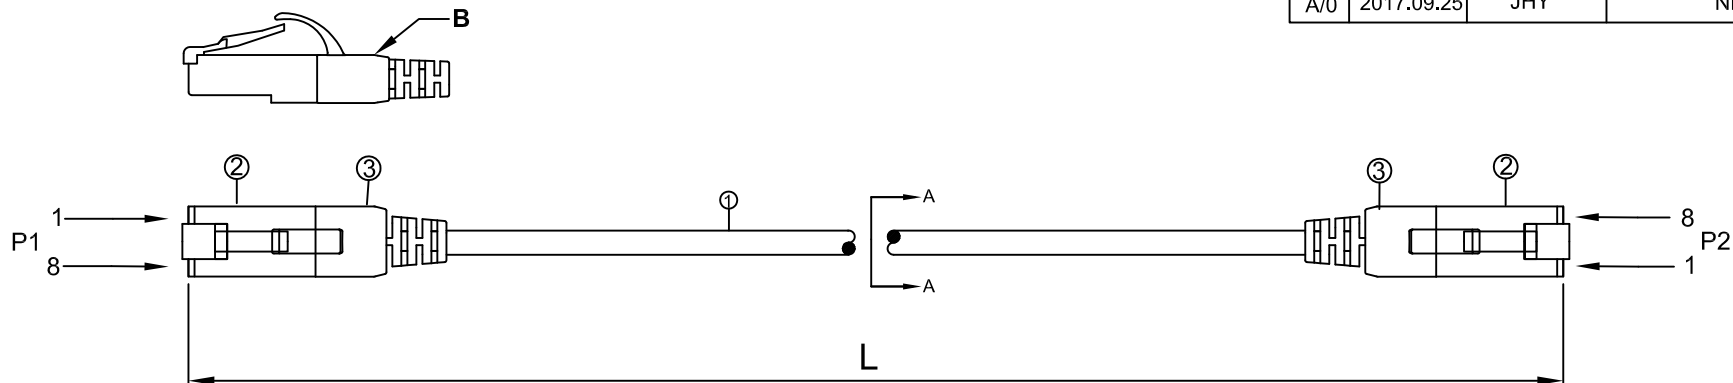 A/0 2017.09.25 JHY
B
② ③ ① A ③ ②
1 8
P1 P2
8 A 1
L